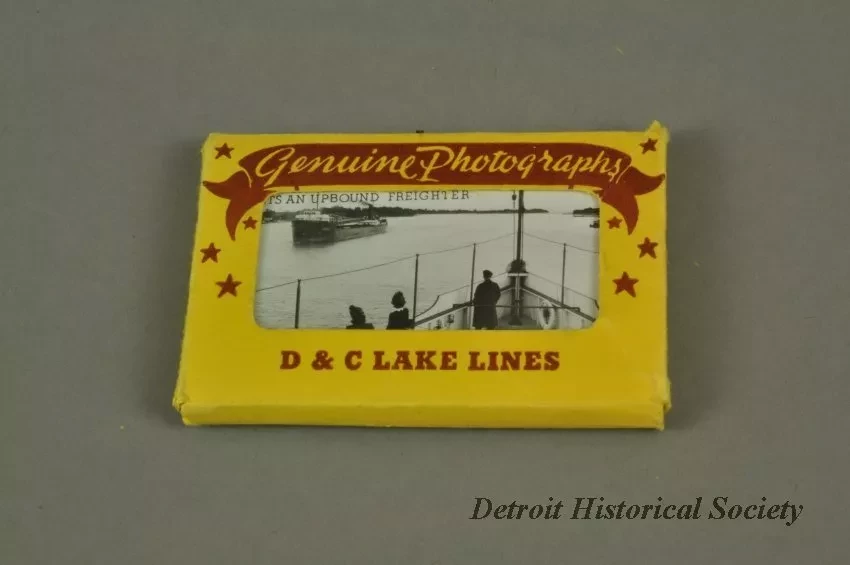 Genuine Photographs
TS AN UPBOUND FREIGHTER
D & C LAKE LINES
Detroit Historical Society